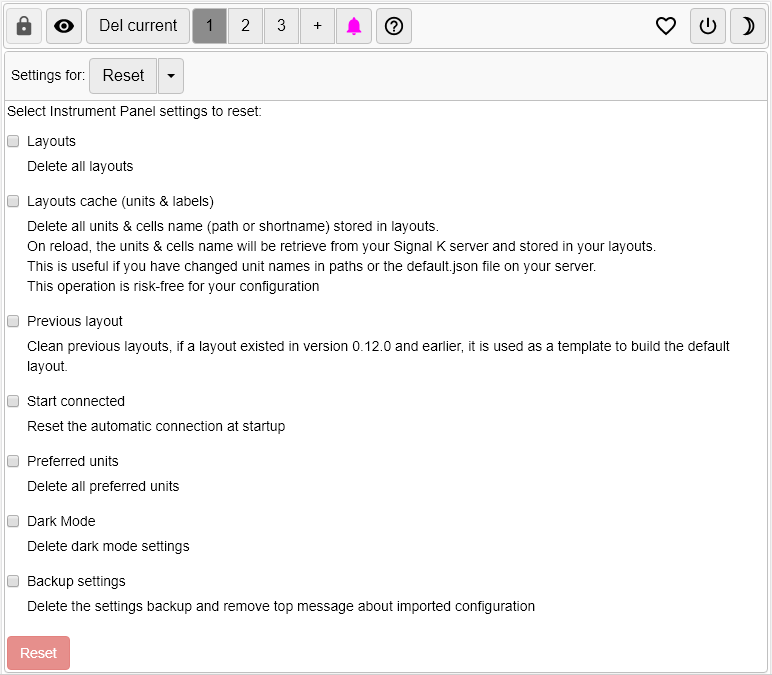 Del current 1 2 3 +
Settings for: Reset
Select Instrument Panel settings to reset:
Layouts
Delete all layouts
Layouts cache (units & labels)
Delete all units & cells name (path or shortname) stored in layouts.
On reload, the units & cells name will be retrieve from your Signal K server and stored in your layouts.
This is useful if you have changed unit names in paths or the default.json file on your server.
This operation is risk-free for your configuration
Previous layout
Clean previous layouts, if a layout existed in version 0.12.0 and earlier, it is used as a template to build the default
layout.
Start connected
Reset the automatic connection at startup
Preferred units
Delete all preferred units
Dark Mode
Delete dark mode settings
Backup settings
Delete the settings backup and remove top message about imported configuration
Reset